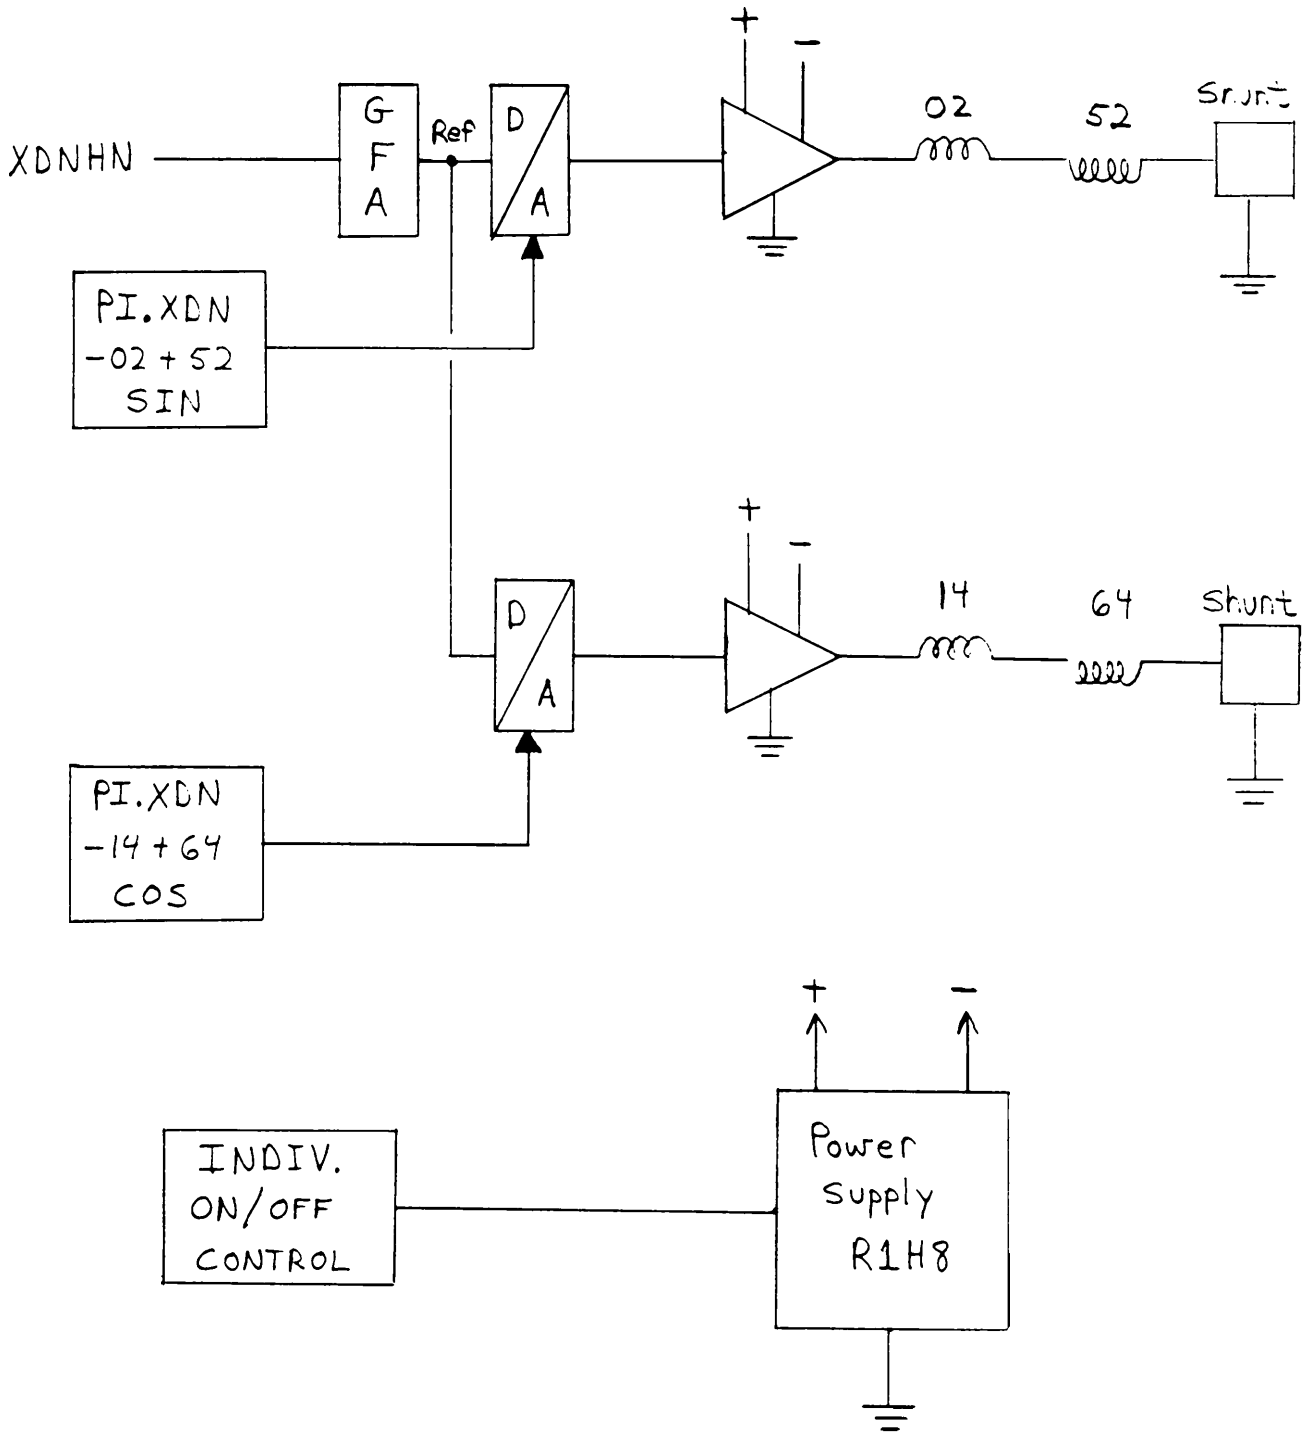 +
−
G
F
A
Ref
D
A
XDNHN
02
52
Shunt
PI.XDN
-02 + 52
SIN
+
−
D
A
14
64
Shunt
PI.XDN
-14 + 64
COS
+
−
INDIV.
ON/OFF
CONTROL
Power
Supply
R1H8